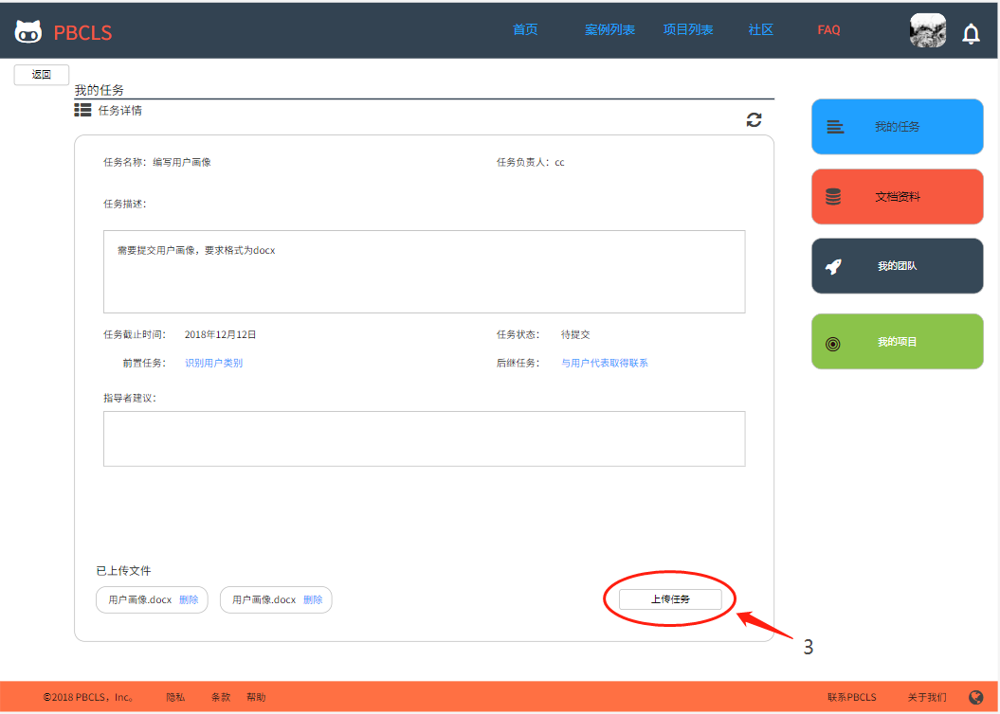 PBCLS 首页 案例列表 项目列表 社区 FAQ
返回
我的任务
任务详情
任务名称：编写用户画像 任务负责人：cc
任务描述：
需要提交用户画像，要求格式为docx
任务截止时间： 2018年12月12日 任务状态： 待提交
前置任务： 识别用户类别 后继任务： 与用户代表取得联系
指导者建议：
已上传文件
用户画像.docx 删除 用户画像.docx 删除 上传任务
3
我的任务
文档资料
我的团队
我的项目
©2018 PBCLS，Inc。 隐私 条款 帮助 联系PBCLS 关于我们